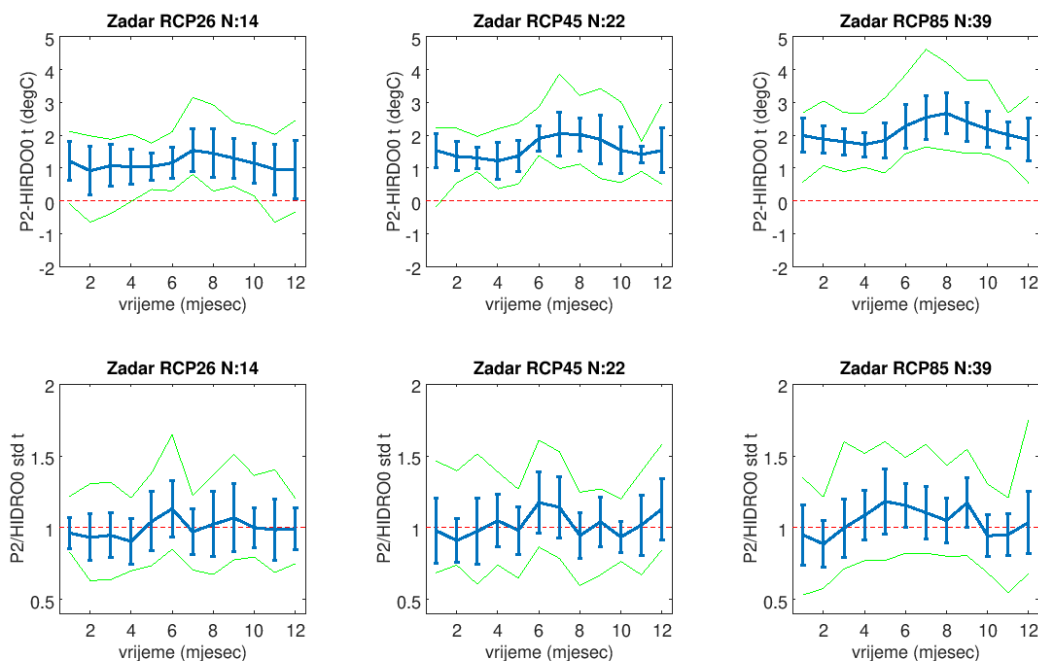 Zadar RCP26 N:14
5
4
3
2
1
0
-1
-2
P2-HIRDO0 t (degC)
2 4 6 8 10 12
vrijeme (mjesec)
Zadar RCP45 N:22
5
4
3
2
1
0
-1
-2
P2-HIRDO0 t (degC)
2 4 6 8 10 12
vrijeme (mjesec)
Zadar RCP85 N:39
5
4
3
2
1
0
-1
-2
P2-HIRDO0 t (degC)
2 4 6 8 10 12
vrijeme (mjesec)
Zadar RCP26 N:14
2
1.5
1
0.5
P2/HIDRO0 std t
2 4 6 8 10 12
vrijeme (mjesec)
Zadar RCP45 N:22
2
1.5
1
0.5
P2/HIDRO0 std t
2 4 6 8 10 12
vrijeme (mjesec)
Zadar RCP85 N:39
2
1.5
1
0.5
P2/HIDRO0 std t
2 4 6 8 10 12
vrijeme (mjesec)